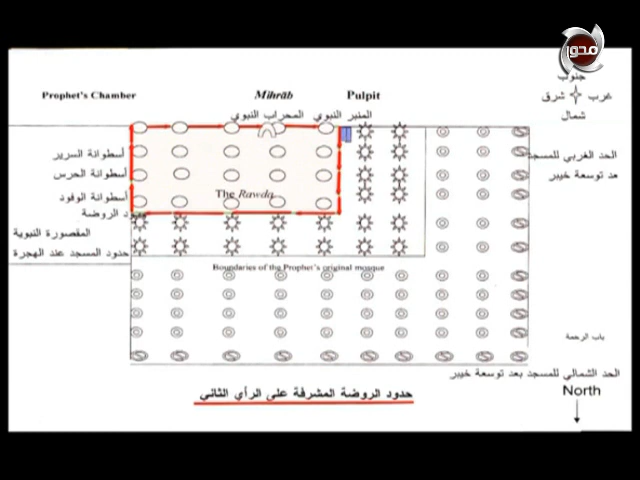 محور
جنوب
غرب
شرق
شمال
Prophet's Chamber
Mihrāb
Pulpit
المنبر النبوي
المحراب النبوي
أسطوانة السرير
أسطوانة الحرس
أسطوانة الوفود
حدود الروضة
المقصورة النبوية
حدود المسجد عند الهجرة
The Rawda
الحد الغربي للمسجد
بعد توسعة خيبر
Boundaries of the Prophet's original mosque
باب الرحمة
الحد الشمالي للمسجد بعد توسعة خيبر
North
حدود الروضة المشرفة على الرأي الثاني